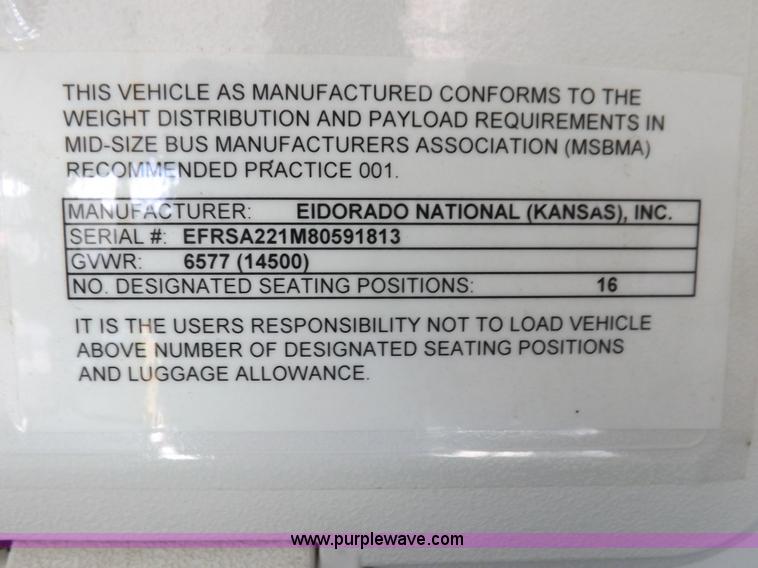 THIS VEHICLE AS MANUFACTURED CONFORMS TO THE
WEIGHT DISTRIBUTION AND PAYLOAD REQUIREMENTS IN
MID-SIZE BUS MANUFACTURERS ASSOCIATION (MSBMA)
RECOMMENDED PRACTICE 001.
MANUFACTURER: EIDORADO NATIONAL (KANSAS), INC.
SERIAL #: EFRSA221M80591813
GVWR: 6577 (14500)
NO. DESIGNATED SEATING POSITIONS: 16
IT IS THE USERS RESPONSIBILITY NOT TO LOAD VEHICLE
ABOVE NUMBER OF DESIGNATED SEATING POSITIONS
AND LUGGAGE ALLOWANCE.
www.purplewave.com